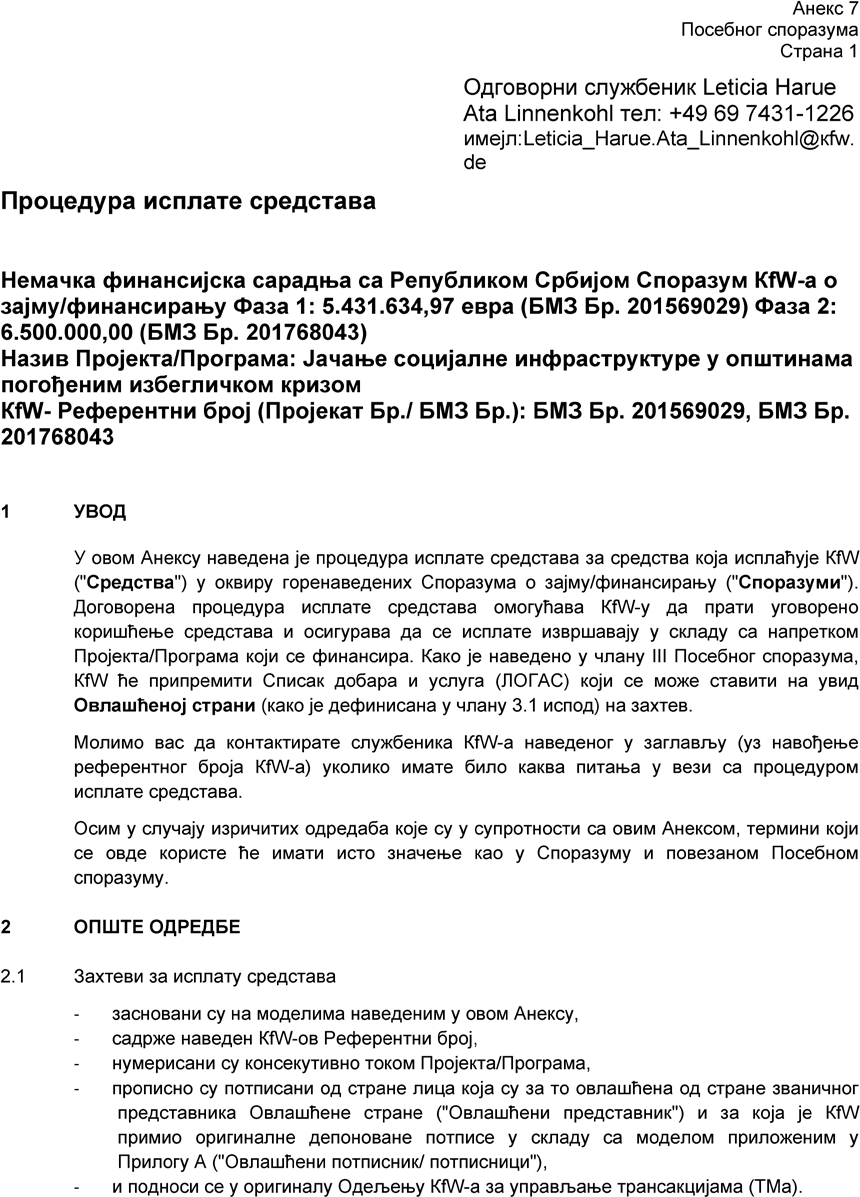 Анекс 7
Посебног споразума
Страна 1
Одговорни службеник Leticia Harue
Ata Linnenkohl тел: +49 69 7431-1226
имејл:Leticia_Harue.Ata_Linnenkohl@кfw.
de
Процедура исплате средстава
Немачка финансијска сарадња са Републиком Србијом Споразум КfW-а о
зајму/финансирању Фаза 1: 5.431.634,97 евра (БМЗ Бр. 201569029) Фаза 2:
6.500.000,00 (БМЗ Бр. 201768043)
Назив Пројекта/Програма: Јачање социјалне инфраструктуре у општинама
погођеним избегличком кризом
КfW- Референтни број (Пројекат Бр./ БМЗ Бр.): БМЗ Бр. 201569029, БМЗ Бр.
201768043
1 УВОД
У овом Анексу наведена је процедура исплате средстава за средства која исплаћује КfW
("Средства") у оквиру горенаведених Споразума о зајму/финансирању ("Споразуми").
Договорена процедура исплате средстава омогућава КfW-у да прати уговорено
коришћење средстава и осигурава да се исплате извршавају у складу са напретком
Пројекта/Програма који се финансира. Како је наведено у члану III Посебног споразума,
КfW ће припремити Списак добара и услуга (ЛОГАС) који се може ставити на увид
Овлашћеној страни (како је дефинисана у члану 3.1 испод) на захтев.
Молимо вас да контактирате службеника КfW-а наведеног у заглављу (уз навођење
референтног броја КfW-а) уколико имате било каква питања у вези са процедуром
исплате средстава.
Осим у случају изричитих одредаба које су у супротности са овим Анексом, термини који
се овде користе ће имати исто значење као у Споразуму и повезаном Посебном
споразуму.
2 ОПШТЕ ОДРЕДБЕ
2.1 Захтеви за исплату средстава
- засновани су на моделима наведеним у овом Анексу,
- садрже наведен КfW-ов Референтни број,
- нумерисани су консекутивно током Пројекта/Програма,
- прописно су потписани од стране лица која су за то овлашћена од стране званичног
представника Овлашћене стране ("Овлашћени представник") и за која је КfW
примио оригиналне депоноване потписе у складу са моделом приложеним у
Прилогу А ("Овлашћени потписник/ потписници"),
- и подноси се у оригиналу Одељењу КfW-а за управљање трансакцијама (ТМа).